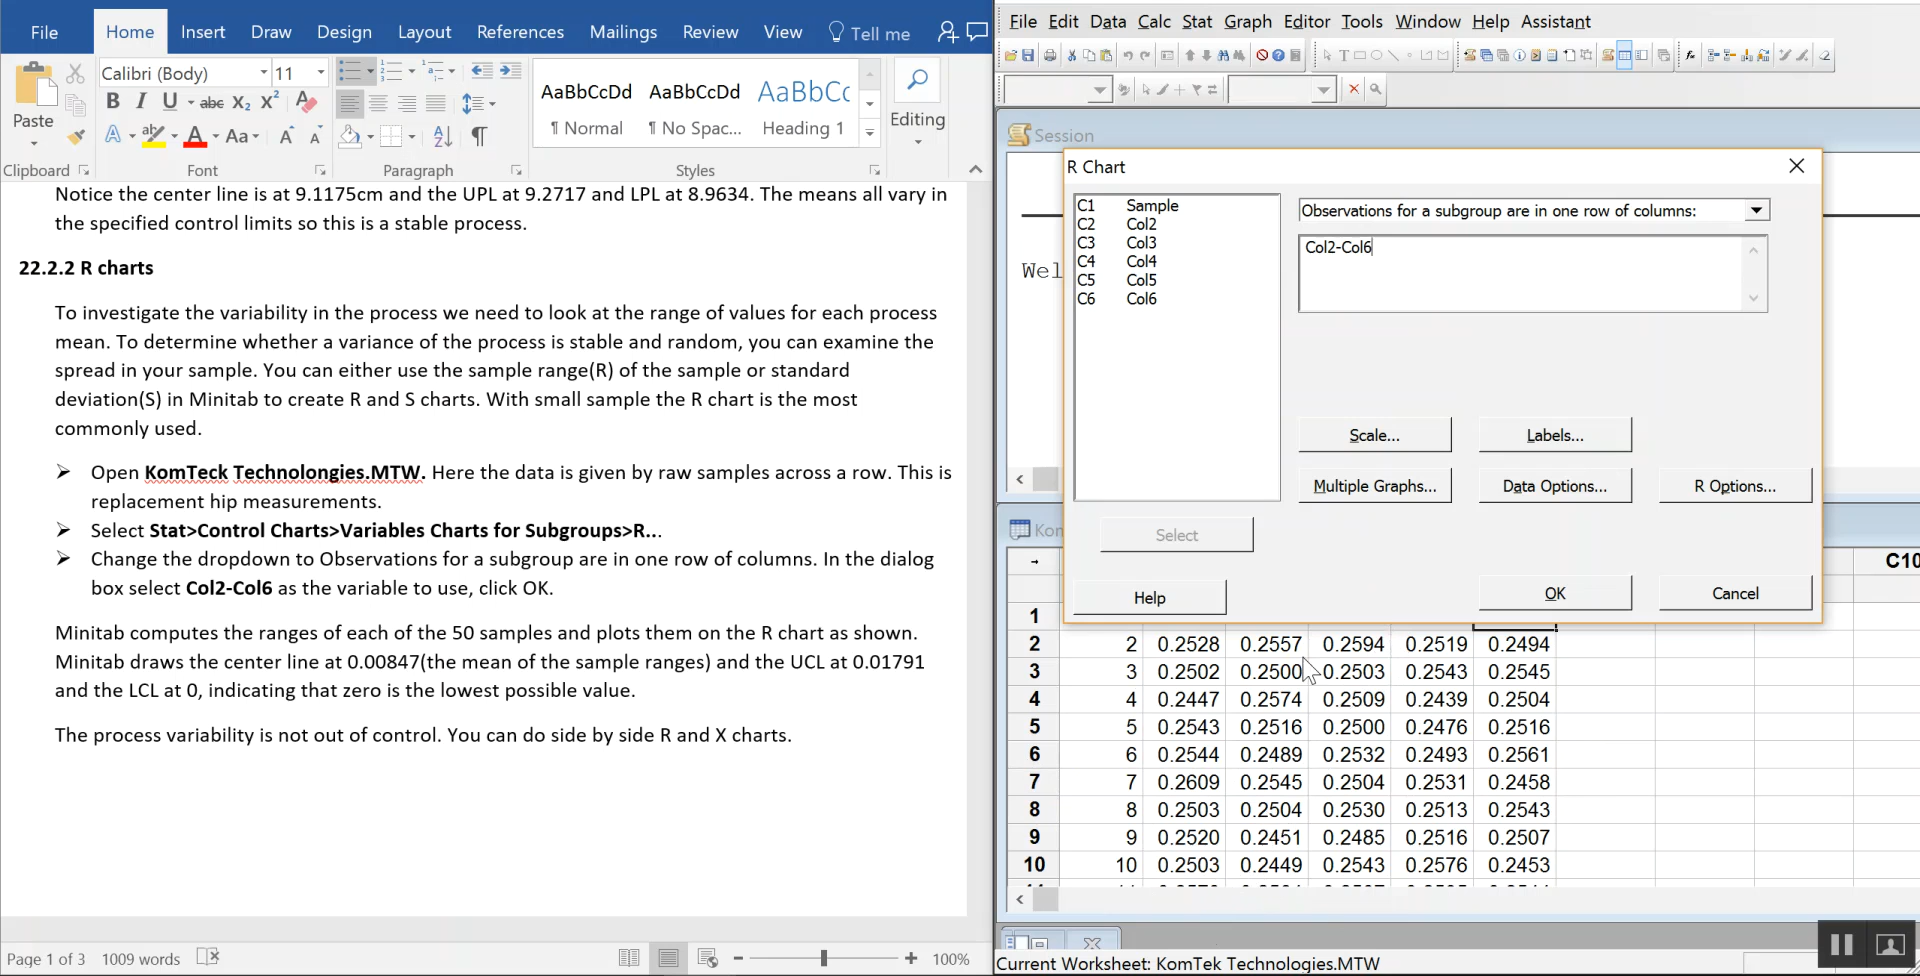 File Home Insert Draw Design Layout References Mailings Review View Tell me
Paste
Calibri (Body) 11
B I U abc X₂ X² A
A A Aa A A
AaBbCcDd AaBbCcDd AaBbCc
¶ Normal ¶ No Spac... Heading 1
Editing
Clipboard Font Paragraph Styles
Notice the center line is at 9.1175cm and the UPL at 9.2717 and LPL at 8.9634. The means all vary in
the specified control limits so this is a stable process.
22.2.2 R charts
To investigate the variability in the process we need to look at the range of values for each process
mean. To determine whether a variance of the process is stable and random, you can examine the
spread in your sample. You can either use the sample range(R) of the sample or standard
deviation(S) in Minitab to create R and S charts. With small sample the R chart is the most
commonly used.
Open KomTeck Technolongies.MTW. Here the data is given by raw samples across a row. This is
replacement hip measurements.
Select Stat>Control Charts>Variables Charts for Subgroups>R...
Change the dropdown to Observations for a subgroup are in one row of columns. In the dialog
box select Col2-Col6 as the variable to use, click OK.
Minitab computes the ranges of each of the 50 samples and plots them on the R chart as shown.
Minitab draws the center line at 0.00847(the mean of the sample ranges) and the UCL at 0.01791
and the LCL at 0, indicating that zero is the lowest possible value.
The process variability is not out of control. You can do side by side R and X charts.
Page 1 of 3 1009 words 100%
File Edit Data Calc Stat Graph Editor Tools Window Help Assistant
Session
Wel
R Chart
C1 Sample
C2 Col2
C3 Col3
C4 Col4
C5 Col5
C6 Col6
Observations for a subgroup are in one row of columns:
Col2-Col6
Scale... Labels...
Multiple Graphs... Data Options... R Options...
Select
Help OK Cancel
Kom
C10
1
2 2 0.2528 0.2557 0.2594 0.2519 0.2494
3 3 0.2502 0.2500 0.2503 0.2543 0.2545
4 4 0.2447 0.2574 0.2509 0.2439 0.2504
5 5 0.2543 0.2516 0.2500 0.2476 0.2516
6 6 0.2544 0.2489 0.2532 0.2493 0.2561
7 7 0.2609 0.2545 0.2504 0.2531 0.2458
8 8 0.2503 0.2504 0.2530 0.2513 0.2543
9 9 0.2520 0.2451 0.2485 0.2516 0.2507
10 10 0.2503 0.2449 0.2543 0.2576 0.2453
Current Worksheet: KomTek Technologies.MTW